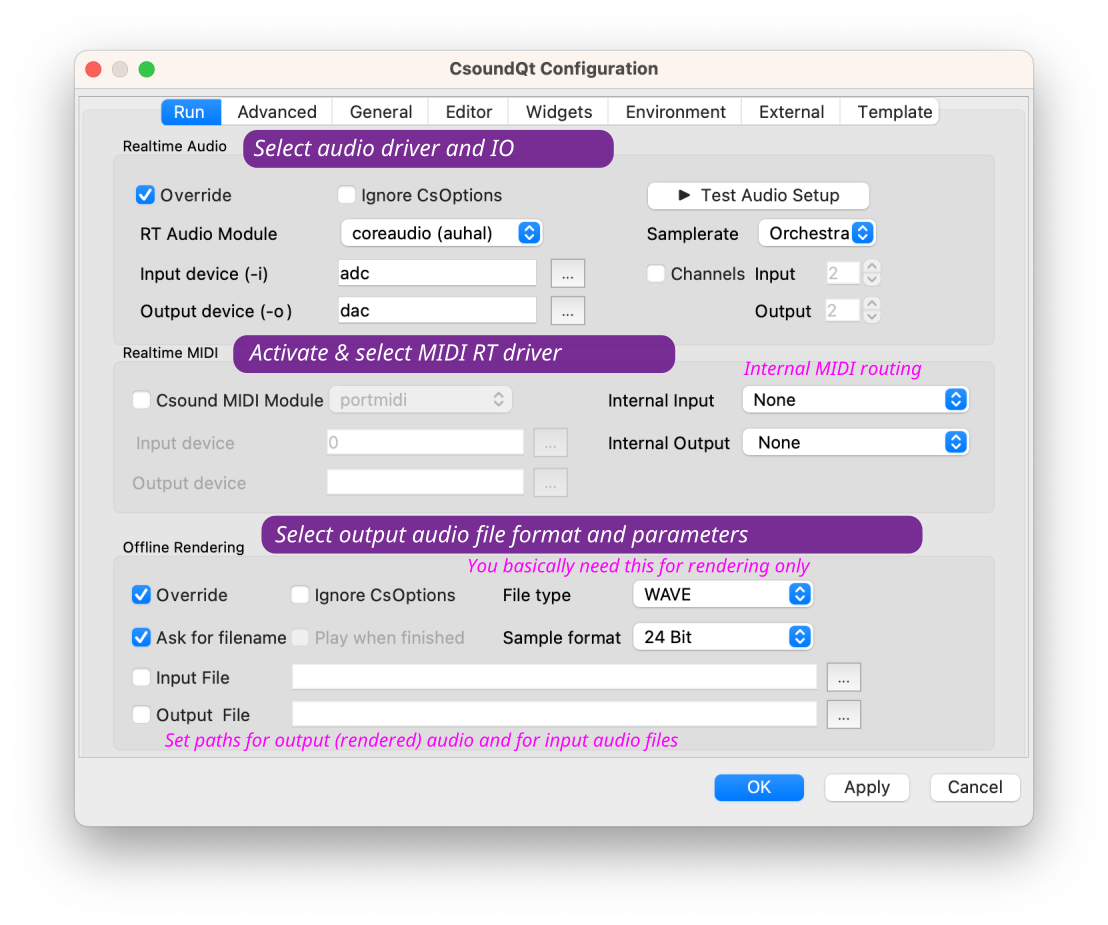 CsoundQt Configuration
Run Advanced General Editor Widgets Environment External Template
Realtime Audio Select audio driver and IO
Override Ignore CsOptions Test Audio Setup
RT Audio Module coreaudio (auhal) Samplerate Orchestra
Input device (-i) adc ... Channels Input 2
Output device (-o) dac ... Output 2
Realtime MIDI Activate & select MIDI RT driver
Internal MIDI routing
Csound MIDI Module portmidi Internal Input None
Input device 0 ... Internal Output None
Output device ...
Offline Rendering Select output audio file format and parameters
You basically need this for rendering only
Override Ignore CsOptions File type WAVE
Ask for filename Play when finished Sample format 24 Bit
Input File ...
Output File ...
Set paths for output (rendered) audio and for input audio files
OK Apply Cancel